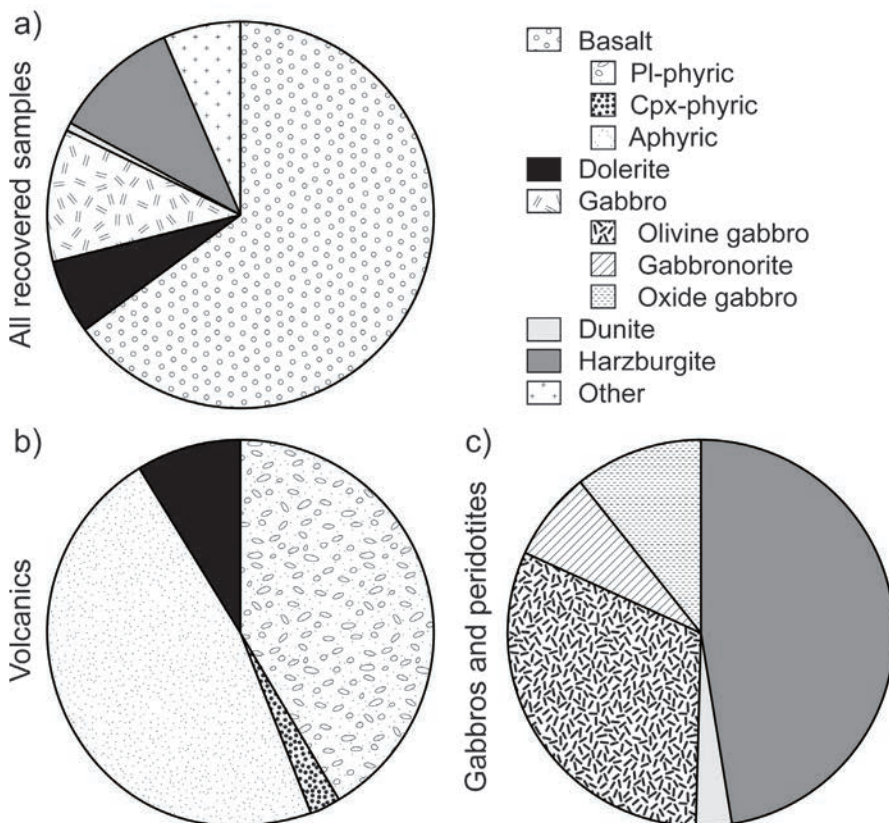 a)
All recovered samples
Basalt
Pl-phyric
Cpx-phyric
Aphyric
Dolerite
Gabbro
Olivine gabbro
Gabbronorite
Oxide gabbro
Dunite
Harzburgite
Other
b)
Volcanics
c)
Gabbros and peridotites